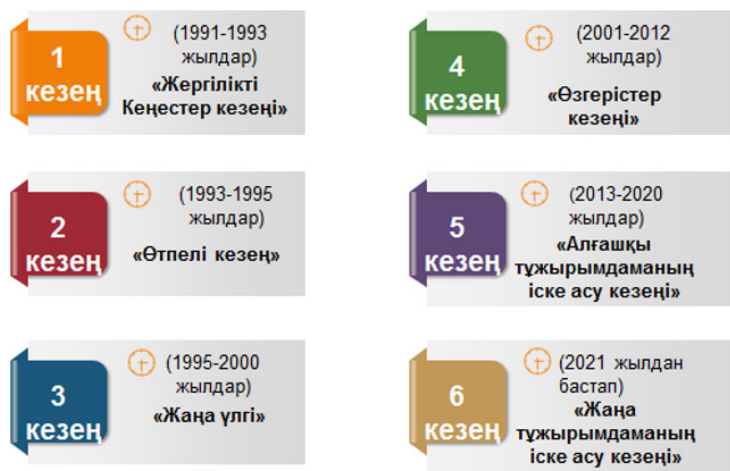 1
кезең
(1991-1993
жылдар)
«Жергілікті
Кеңестер кезеңі»
2
кезең
(1993-1995
жылдар)
«Өтпелі кезең»
3
кезең
(1995-2000
жылдар)
«Жаңа үлгі»
4
кезең
(2001-2012
жылдар)
«Өзгерістер
кезеңі»
5
кезең
(2013-2020
жылдар)
«Алғашқы
тұжырымдаманың
іске асу кезеңі»
6
кезең
(2021 жылдан
бастап)
«Жаңа
тұжырымдаманың
іске асу кезеңі»